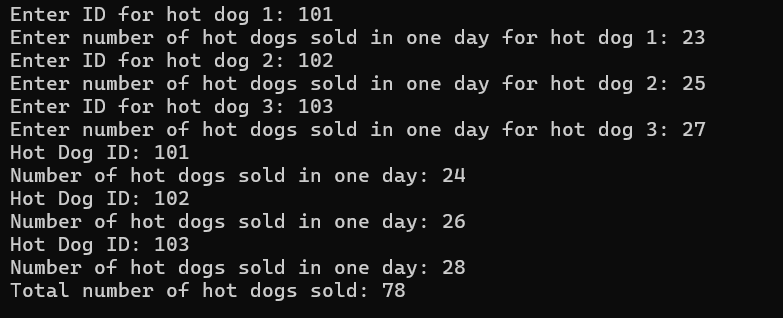 Enter ID for hot dog 1: 101
Enter number of hot dogs sold in one day for hot dog 1: 23
Enter ID for hot dog 2: 102
Enter number of hot dogs sold in one day for hot dog 2: 25
Enter ID for hot dog 3: 103
Enter number of hot dogs sold in one day for hot dog 3: 27
Hot Dog ID: 101
Number of hot dogs sold in one day: 24
Hot Dog ID: 102
Number of hot dogs sold in one day: 26
Hot Dog ID: 103
Number of hot dogs sold in one day: 28
Total number of hot dogs sold: 78